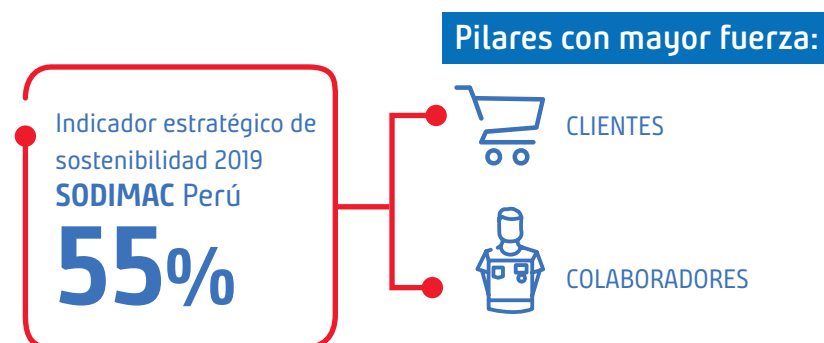 Pilares con mayor fuerza:
Indicador estratégico de
sostenibilidad 2019
SODIMAC Perú
55%
CLIENTES
COLABORADORES